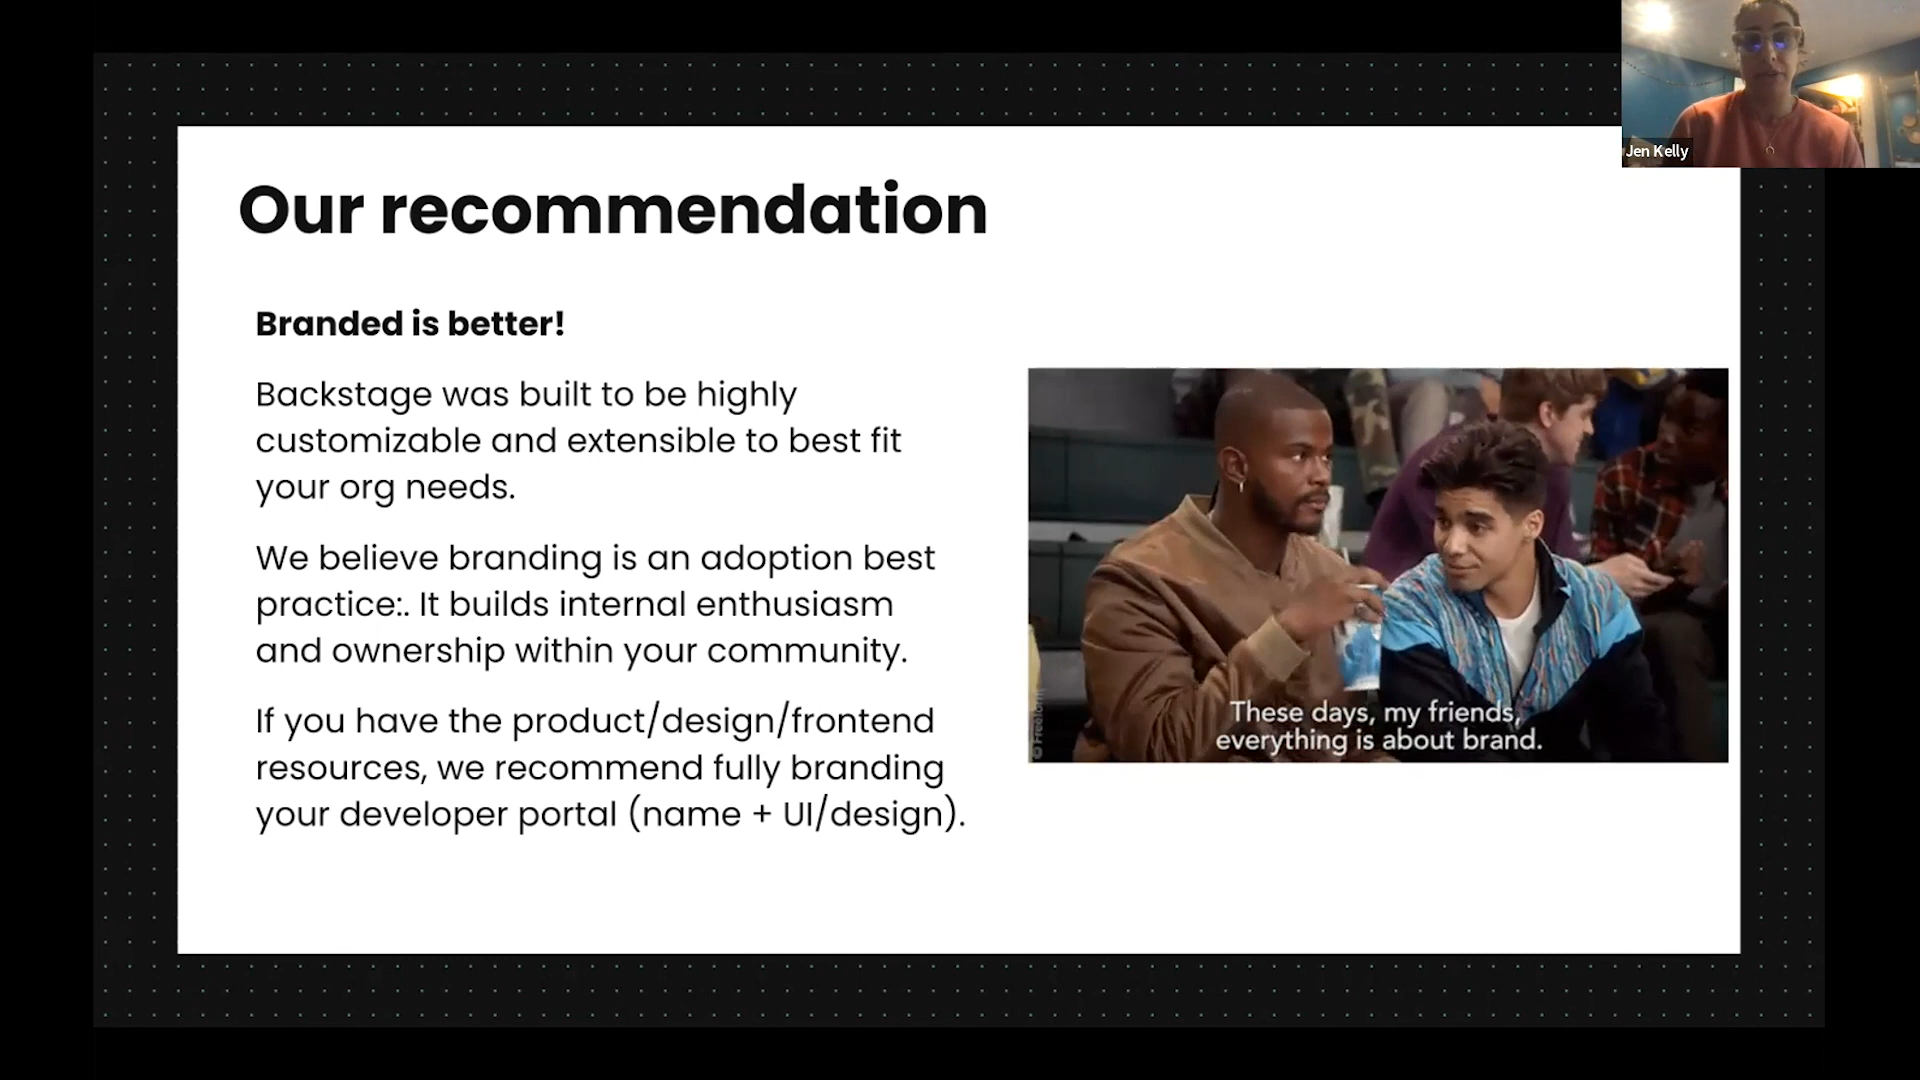 Our recommendation
Branded is better!
Backstage was built to be highly
customizable and extensible to best fit
your org needs.
We believe branding is an adoption best
practice:. It builds internal enthusiasm
and ownership within your community.
If you have the product/design/frontend
resources, we recommend fully branding
your developer portal (name + UI/design).
These days, my friends,
everything is about brand.
© Freeform
Jen Kelly